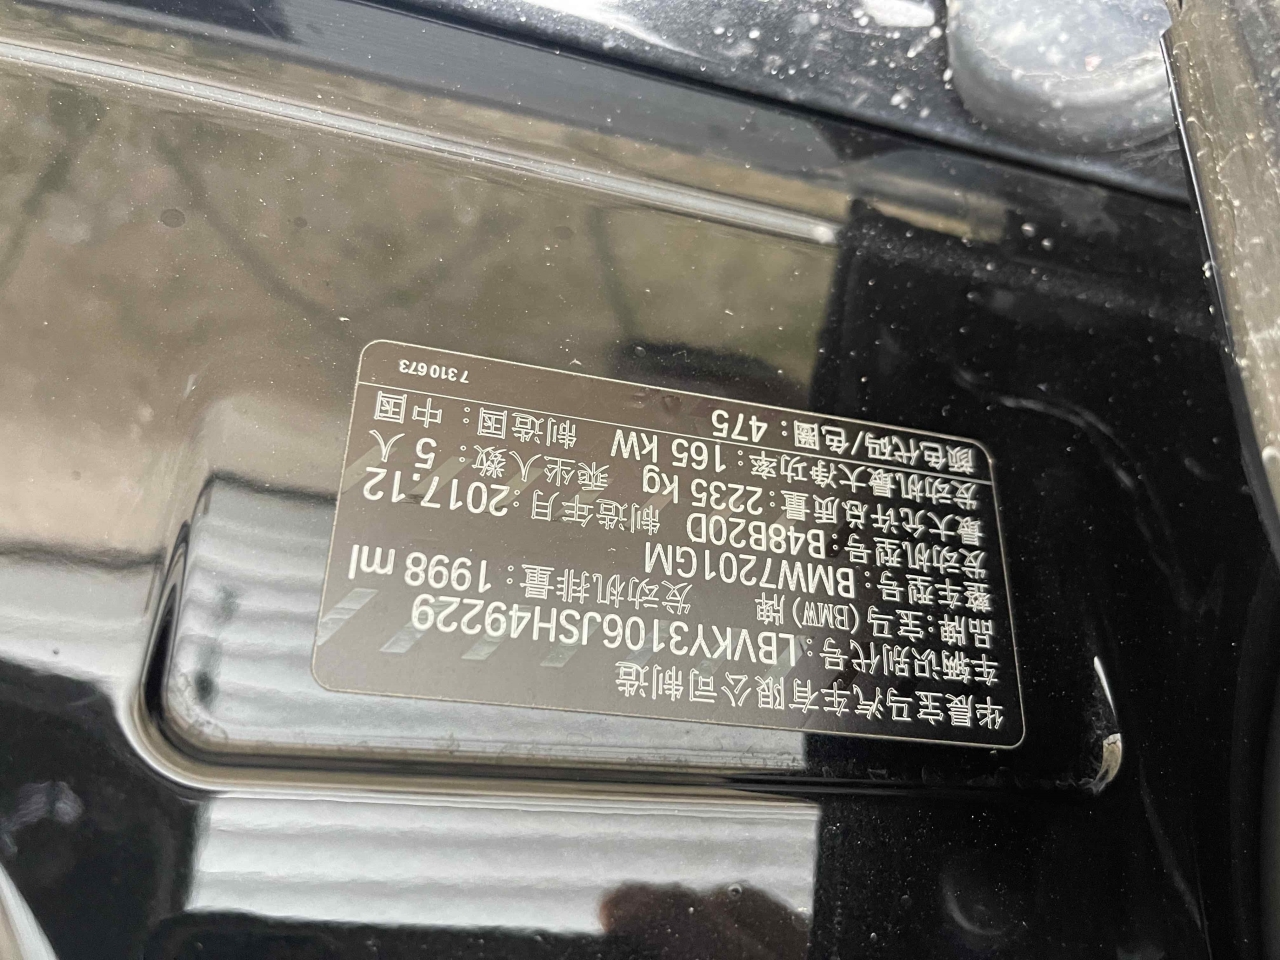 华晨宝马汽车有限公司制造
车辆识别代号:LBVKY3106JSH49229
品牌:宝马(BMW)牌 发动机排量:1998 ml
整车型号:BMW7201GM
发动机型号:B48B20D 制造年月:2017.12
最大允许总质量:2235 kg 乘坐人数:5 人
发动机最大净功率:165 kW 制造国:中国
颜色代码/色圈:475
7310673